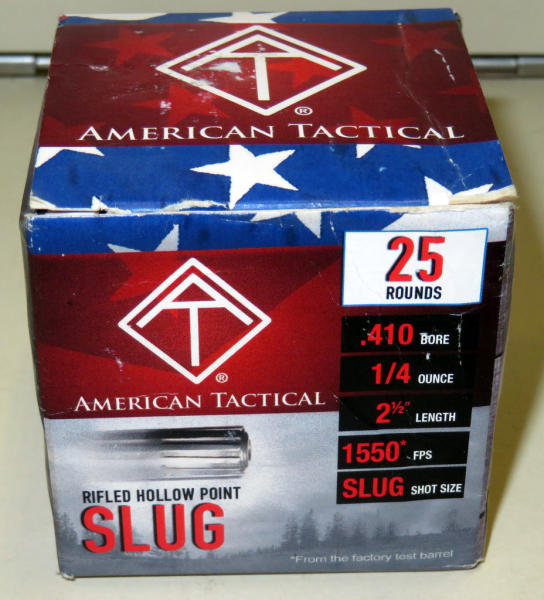 ®
AMERICAN TACTICAL
25
ROUNDS
®
AMERICAN TACTICAL
.410 BORE
1/4 OUNCE
2½" LENGTH
1550* FPS
SLUG SHOT SIZE
RIFLED HOLLOW POINT
SLUG
*From the factory test barrel